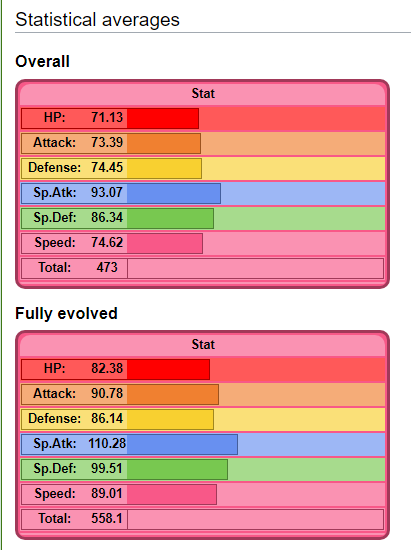 Statistical averages
Overall
Stat
HP: 71.13
Attack: 73.39
Defense: 74.45
Sp.Atk: 93.07
Sp.Def: 86.34
Speed: 74.62
Total: 473
Fully evolved
Stat
HP: 82.38
Attack: 90.78
Defense: 86.14
Sp.Atk: 110.28
Sp.Def: 99.51
Speed: 89.01
Total: 558.1